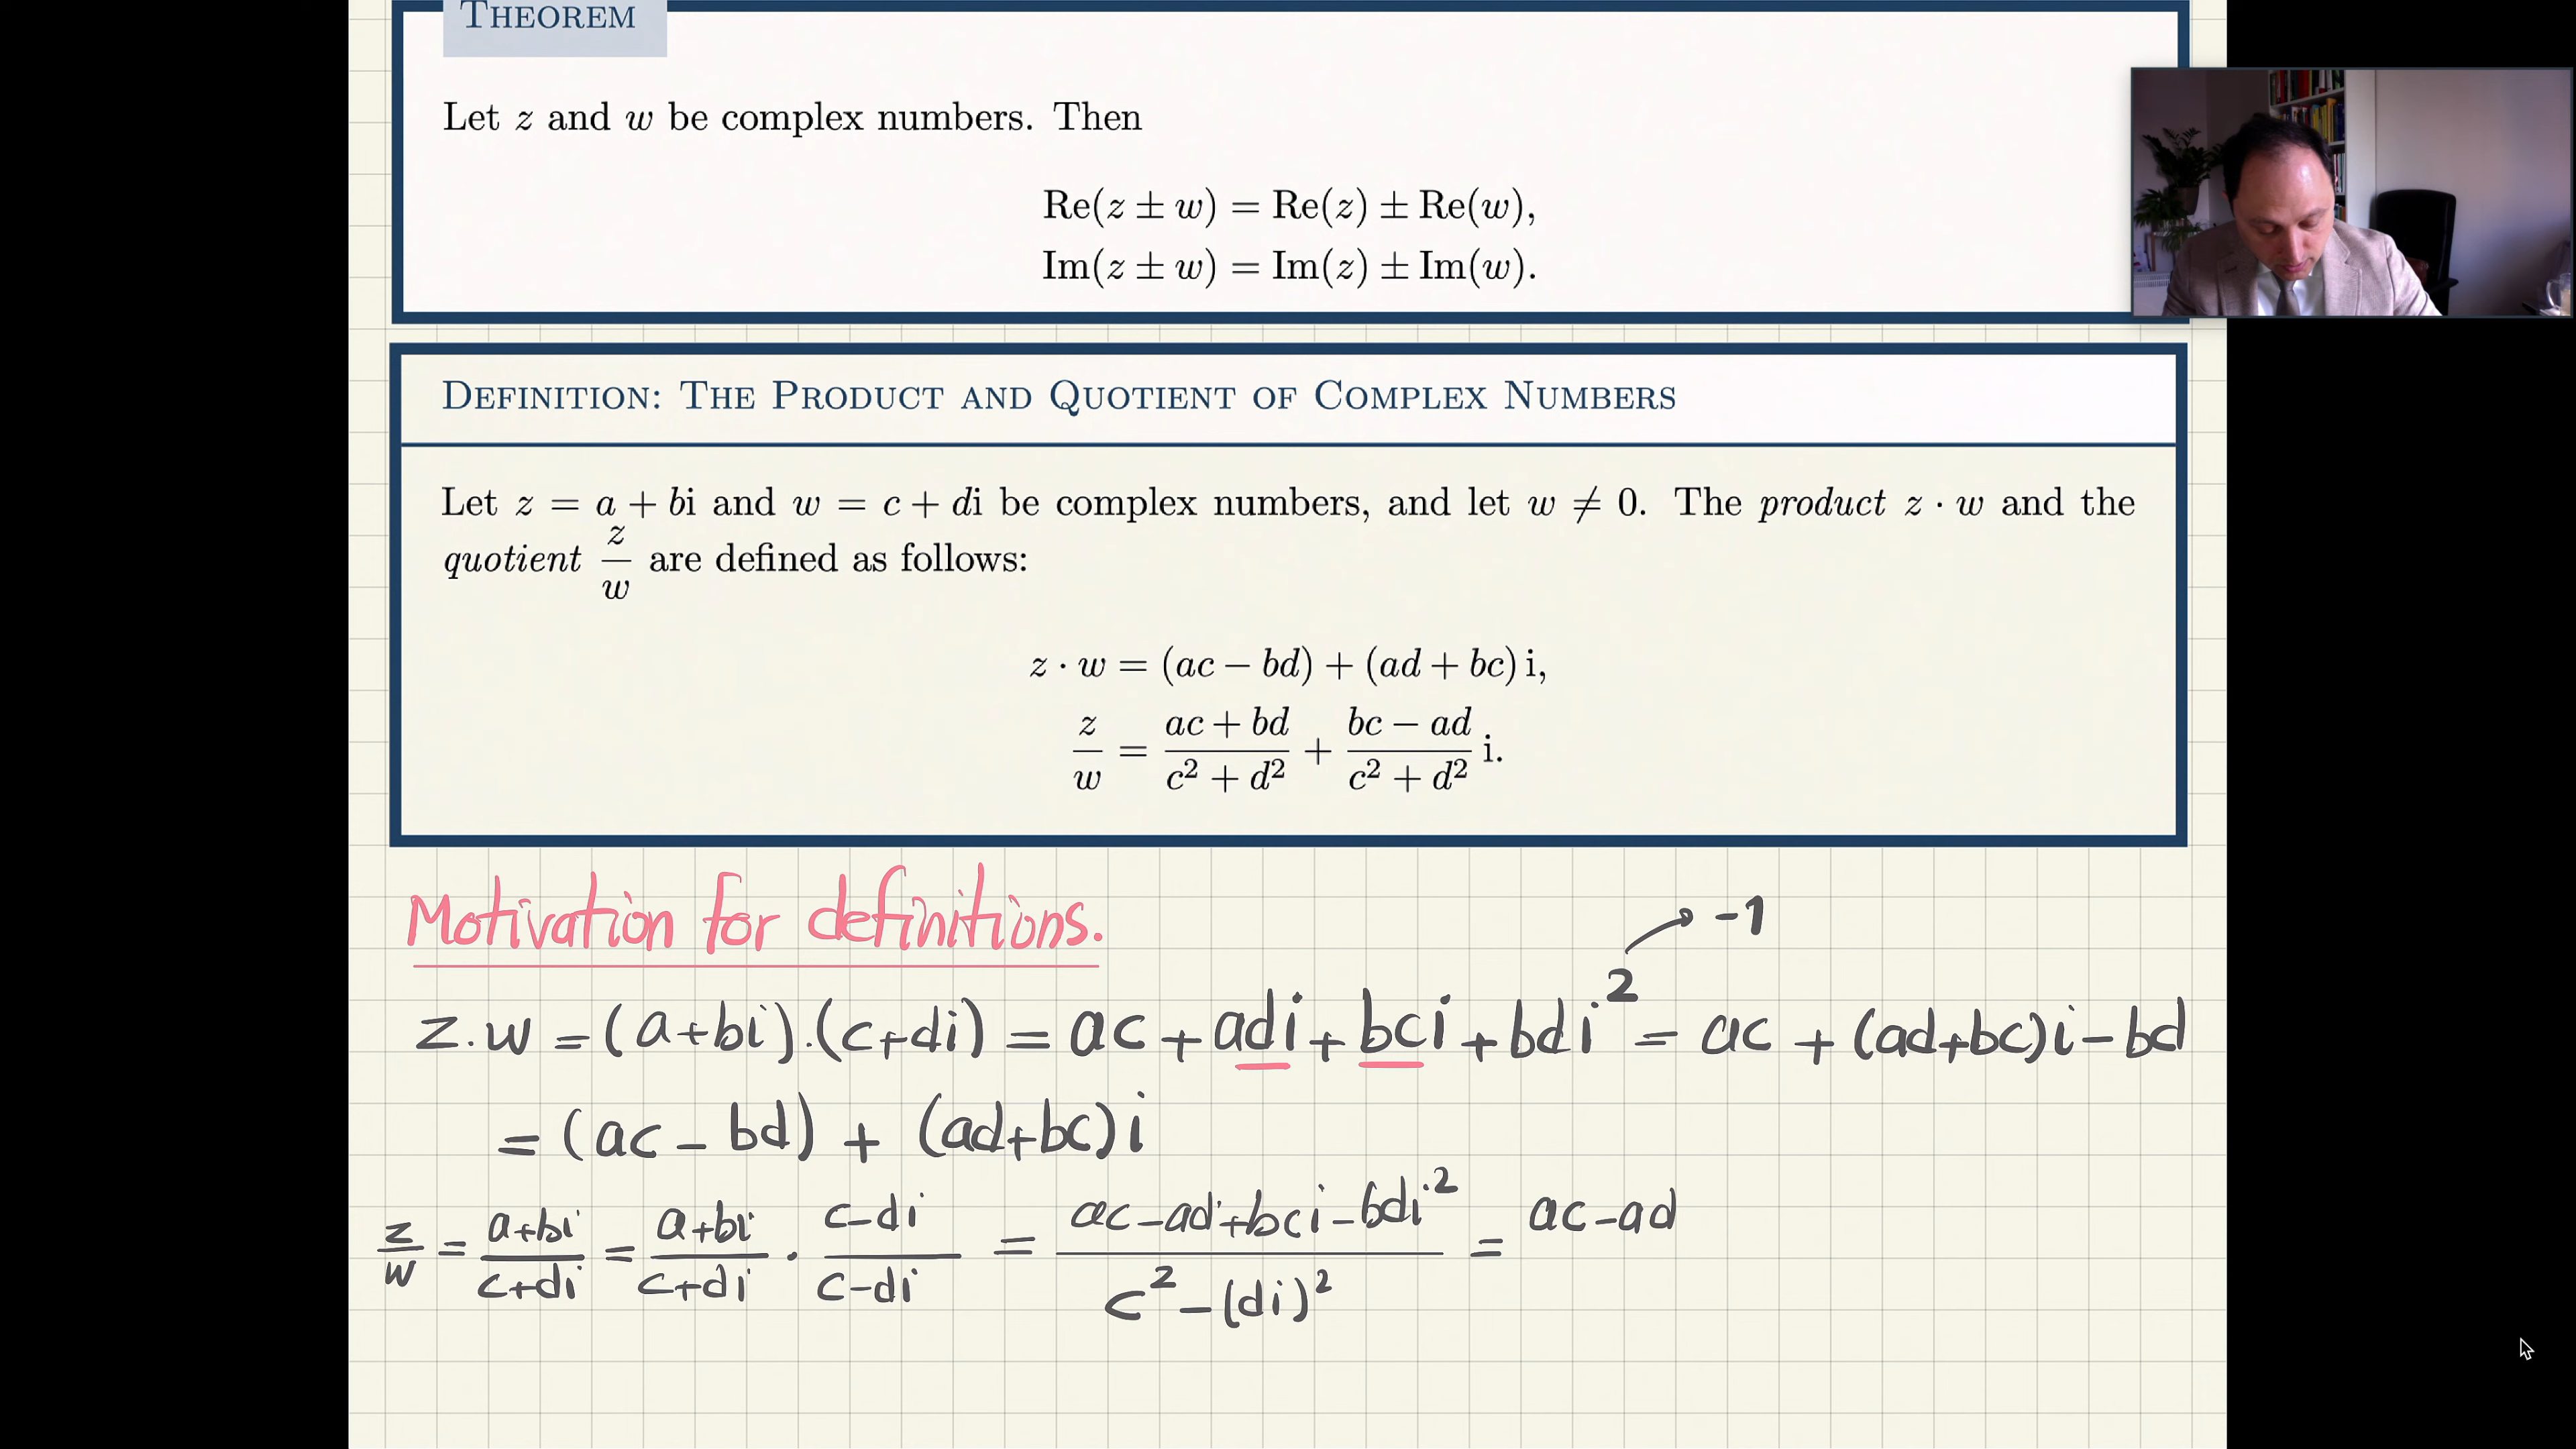 THEOREM
Let z and w be complex numbers. Then
Re(z ± w) = Re(z) ± Re(w),
Im(z ± w) = Im(z) ± Im(w).
DEFINITION: THE PRODUCT AND QUOTIENT OF COMPLEX NUMBERS
Let z = a + bi and w = c + di be complex numbers, and let w ≠ 0. The product z · w and the
quotient z/w are defined as follows:
z · w = (ac − bd) + (ad + bc) i,
z/w = (ac + bd)/(c² + d²) + (bc − ad)/(c² + d²) i.
Motivation for definitions.
-1
z.w = (a+bi).(c+di) = ac + adi + bci + bdi² = ac + (ad+bc)i - bd
= (ac - bd) + (ad+bc)i
z/w = (a+bi)/(c+di) = (a+bi)/(c+di) · (c-di)/(c-di) = (ac-adi+bci-bdi²)/(c²-(di)²) = ac-ad